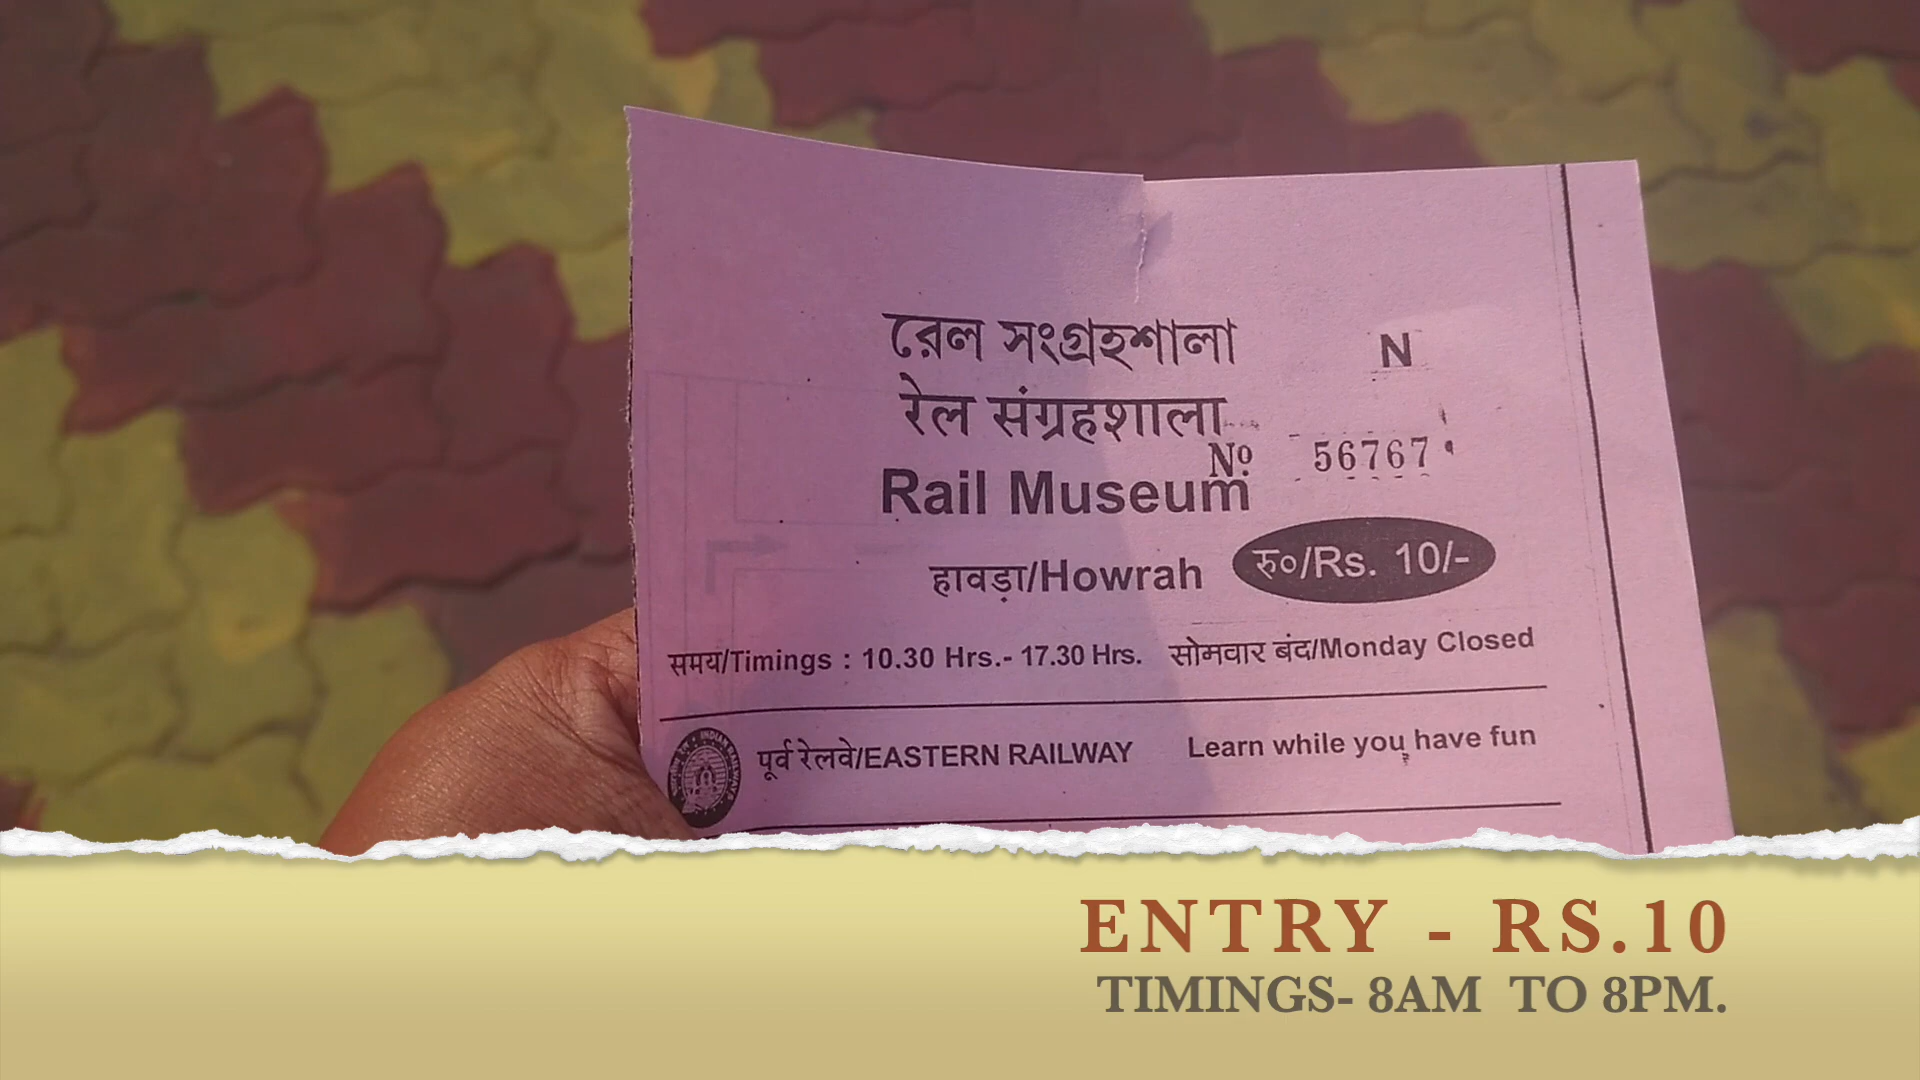 রেল সংগ্রহশালা
N
रेल संग्रहशाला
No 56767
Rail Museum
हावड़ा/Howrah
रु०/Rs. 10/-
समय/Timings : 10.30 Hrs.- 17.30 Hrs. सोमवार बंद/Monday Closed
पूर्व रेलवे/EASTERN RAILWAY Learn while you have fun
ENTRY - RS.10
TIMINGS- 8AM TO 8PM.